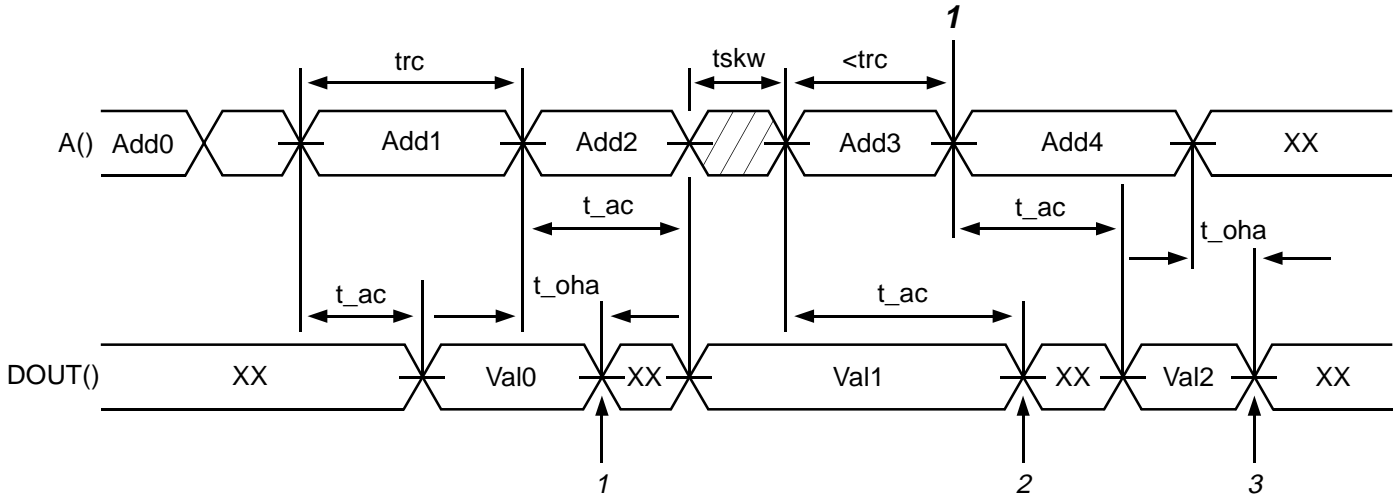 1
trc tskw <trc
A() Add0 Add1 Add2 Add3 Add4 XX
t_ac t_ac t_oha
t_ac t_oha t_ac
DOUT() XX Val0 XX Val1 XX Val2 XX
1 2 3